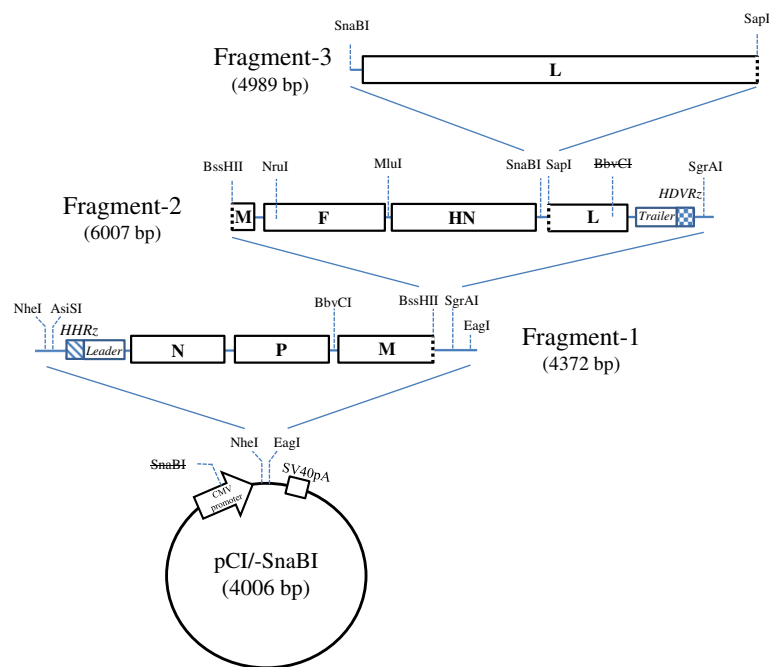 SnaBI
SapI
Fragment-3
(4989 bp)
L
BssHII
NruI
MluI
SnaBI
SapI
BbvCI
SgrAI
HDVRz
Fragment-2
(6007 bp)
M
F
HN
L
Trailer
NheI
AsiSI
HHRz
BbvCI
BssHII
SgrAI
EagI
Leader
N
P
M
Fragment-1
(4372 bp)
NheI
EagI
SnaBI
SV40pA
CMV
promoter
pCI/-SnaBI
(4006 bp)